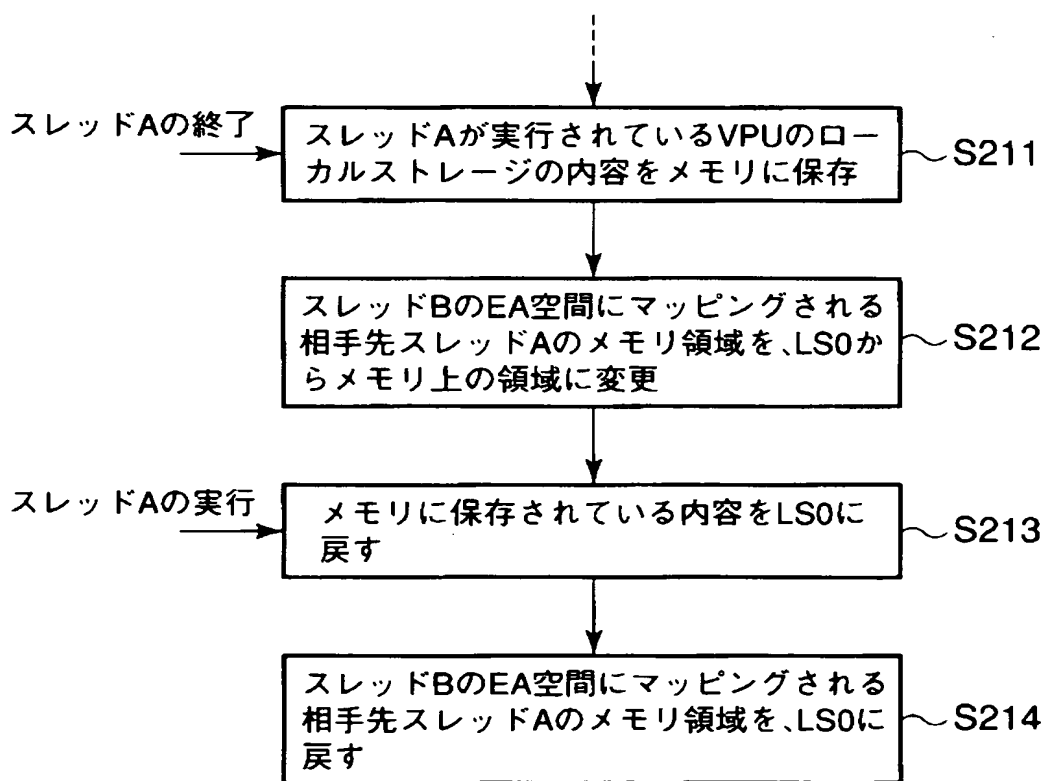 スレッドAの終了
スレッドAが実行されているVPUのロー
カルストレージの内容をメモリに保存
S211
スレッドBのEA空間にマッピングされる
相手先スレッドAのメモリ領域を、LS0か
らメモリ上の領域に変更
S212
スレッドAの実行
メモリに保存されている内容をLS0に
戻す
S213
スレッドBのEA空間にマッピングされる
相手先スレッドAのメモリ領域を、LS0に
戻す
S214